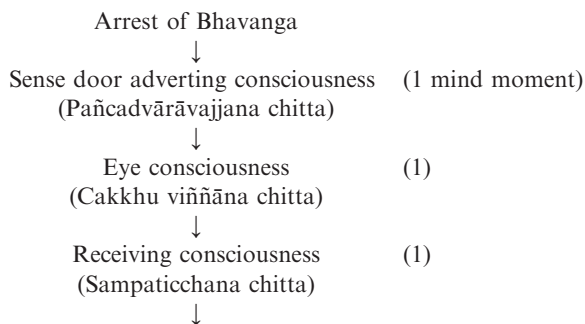 Arrest of Bhavanga
↓
Sense door adverting consciousness (1 mind moment)
(Pañcadvārāvajjana chitta)
↓
Eye consciousness (1)
(Cakkhu viññāna chitta)
↓
Receiving consciousness (1)
(Sampaticchana chitta)
↓